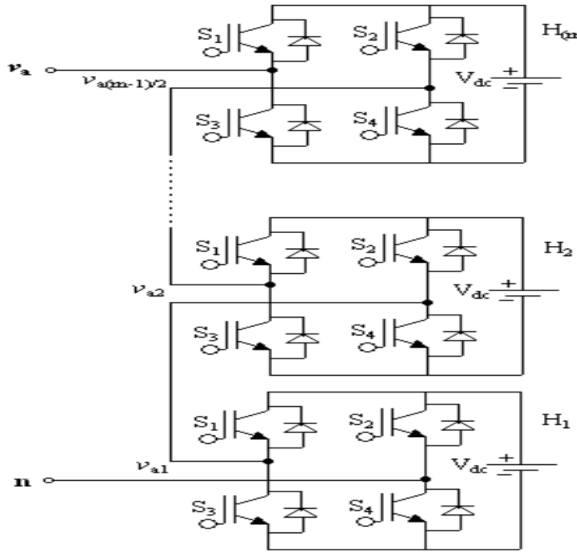 S1 S2 H(m
va
va(m-1)/2 Vdc + -
S3 S4
S1 S2 H2
va2 Vdc + -
S3 S4
S1 S2 H1
va1 Vdc + -
n
S3 S4